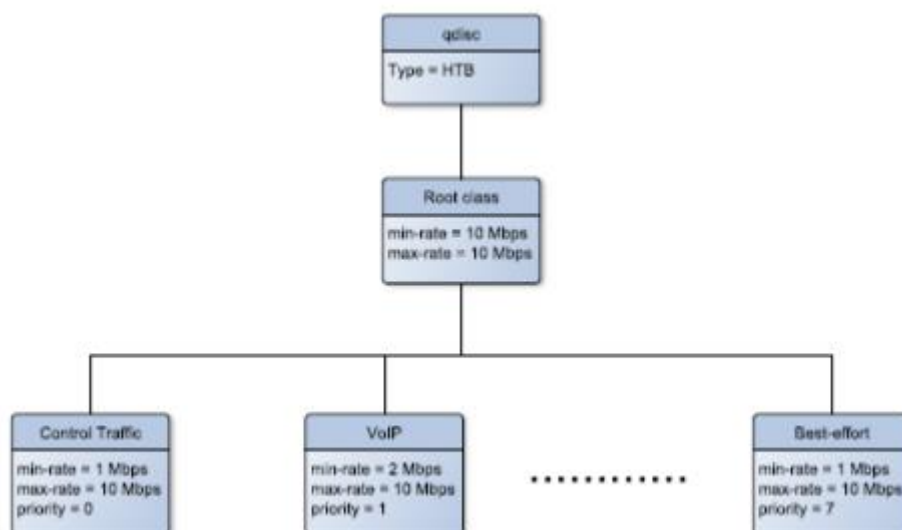 qdisc
Type = HTB
Root class
min-rate = 10 Mbps
max-rate = 10 Mbps
Control Traffic
min-rate = 1 Mbps
max-rate = 10 Mbps
priority = 0
VoIP
min-rate = 2 Mbps
max-rate = 10 Mbps
priority = 1
Best-effort
min-rate = 1 Mbps
max-rate = 10 Mbps
priority = 7